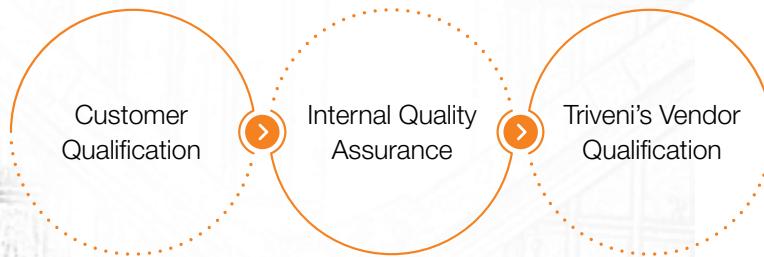 Customer
Qualification
Internal Quality
Assurance
Triveni's Vendor
Qualification